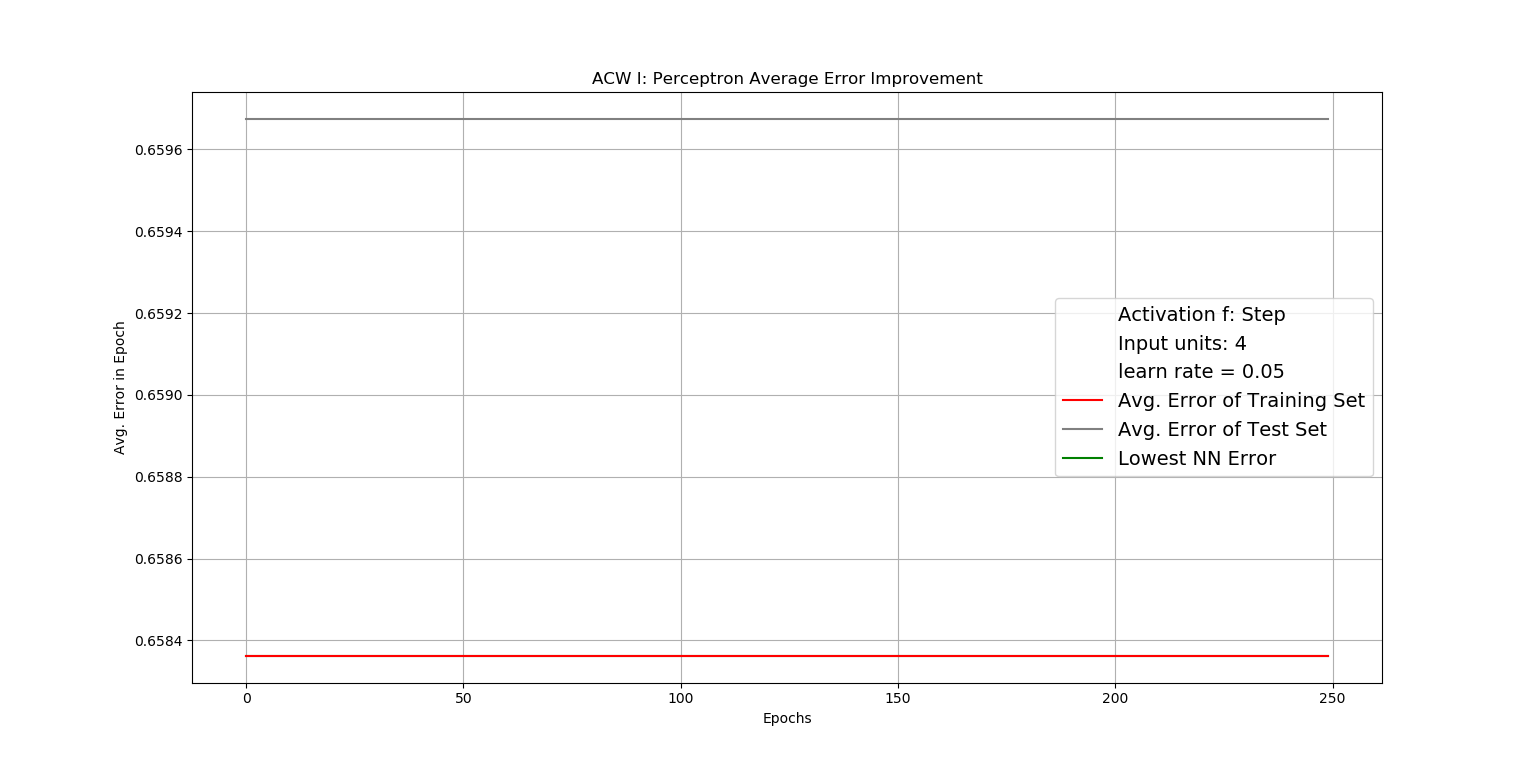 ACW I: Perceptron Average Error Improvement
0.6596
0.6594
0.6592
0.6590
0.6588
0.6586
0.6584
Avg. Error in Epoch
Activation f: Step
Input units: 4
learn rate = 0.05
Avg. Error of Training Set
Avg. Error of Test Set
Lowest NN Error
0 50 100 150 200 250
Epochs